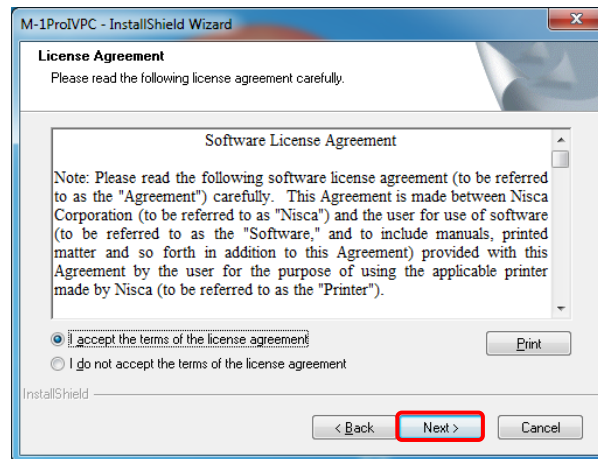 M-1ProIVPC - InstallShield Wizard
License Agreement
Please read the following license agreement carefully.
Software License Agreement
Note: Please read the following software license agreement (to be referred
to as the "Agreement") carefully. This Agreement is made between Nisca
Corporation (to be referred to as "Nisca") and the user for use of software
(to be referred to as the "Software," and to include manuals, printed
matter and so forth in addition to this Agreement) provided with this
Agreement by the user for the purpose of using the applicable printer
made by Nisca (to be referred to as the "Printer").
I accept the terms of the license agreement
Print
I do not accept the terms of the license agreement
InstallShield
< Back
Next >
Cancel